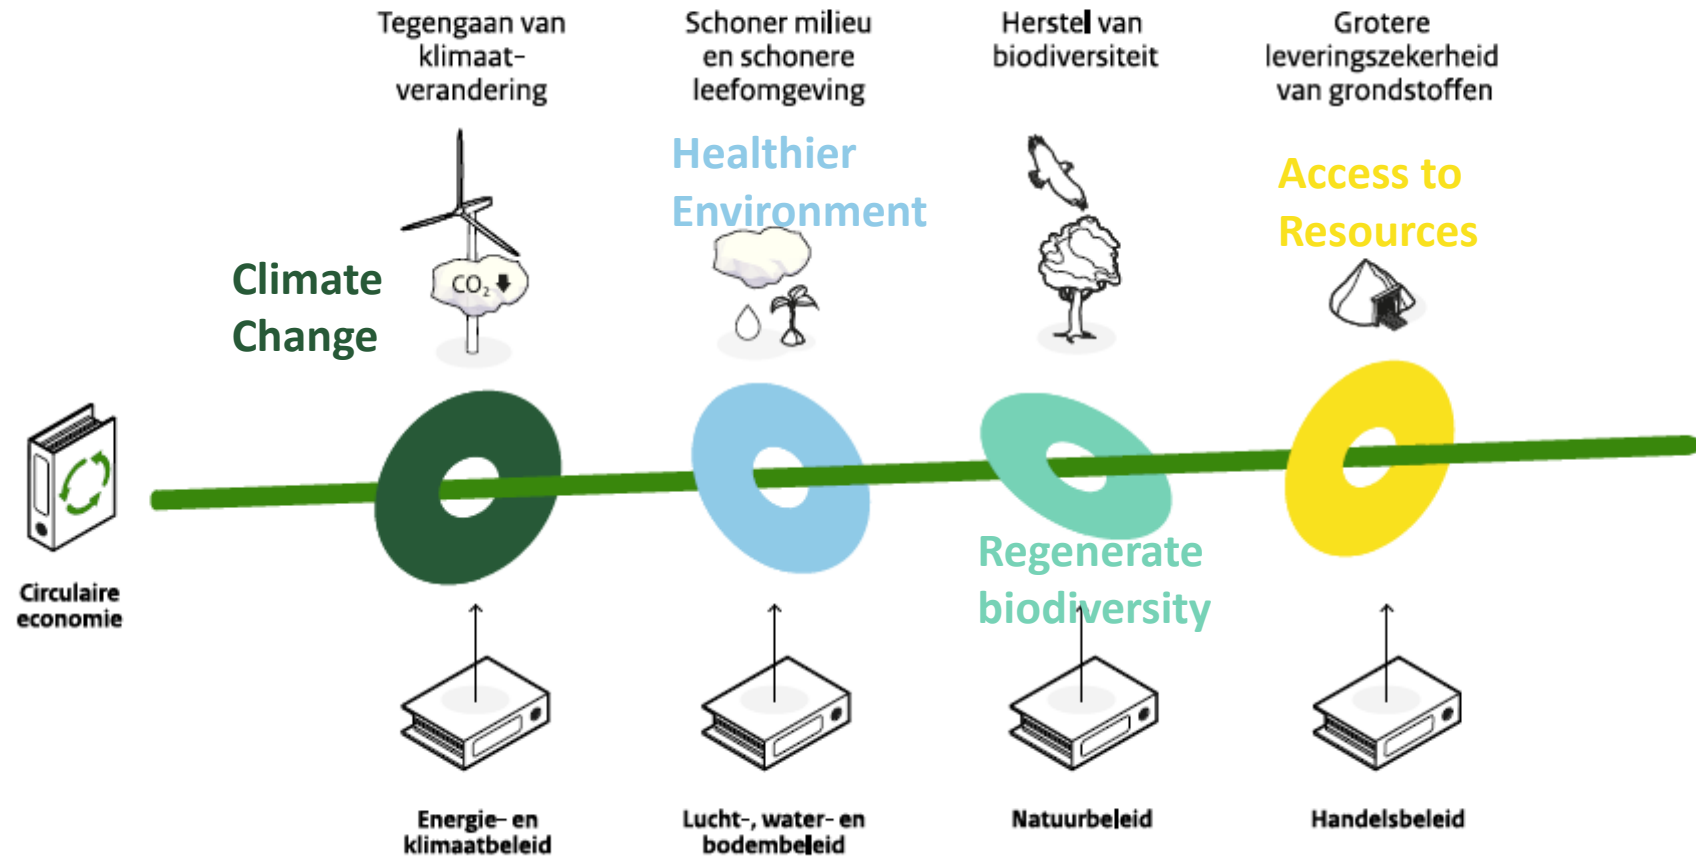 Tegengaan van
klimaat-
verandering
Schoner milieu
en schonere
leefomgeving
Herstel van
biodiversiteit
Grotere
leveringszekerheid
van grondstoffen
Healthier
Environment
Access to
Resources
Climate
Change
CO₂
Regenerate
biodiversity
Circulaire
economie
Energie- en
klimaatbeleid
Lucht-, water- en
bodembeleid
Natuurbeleid
Handelsbeleid